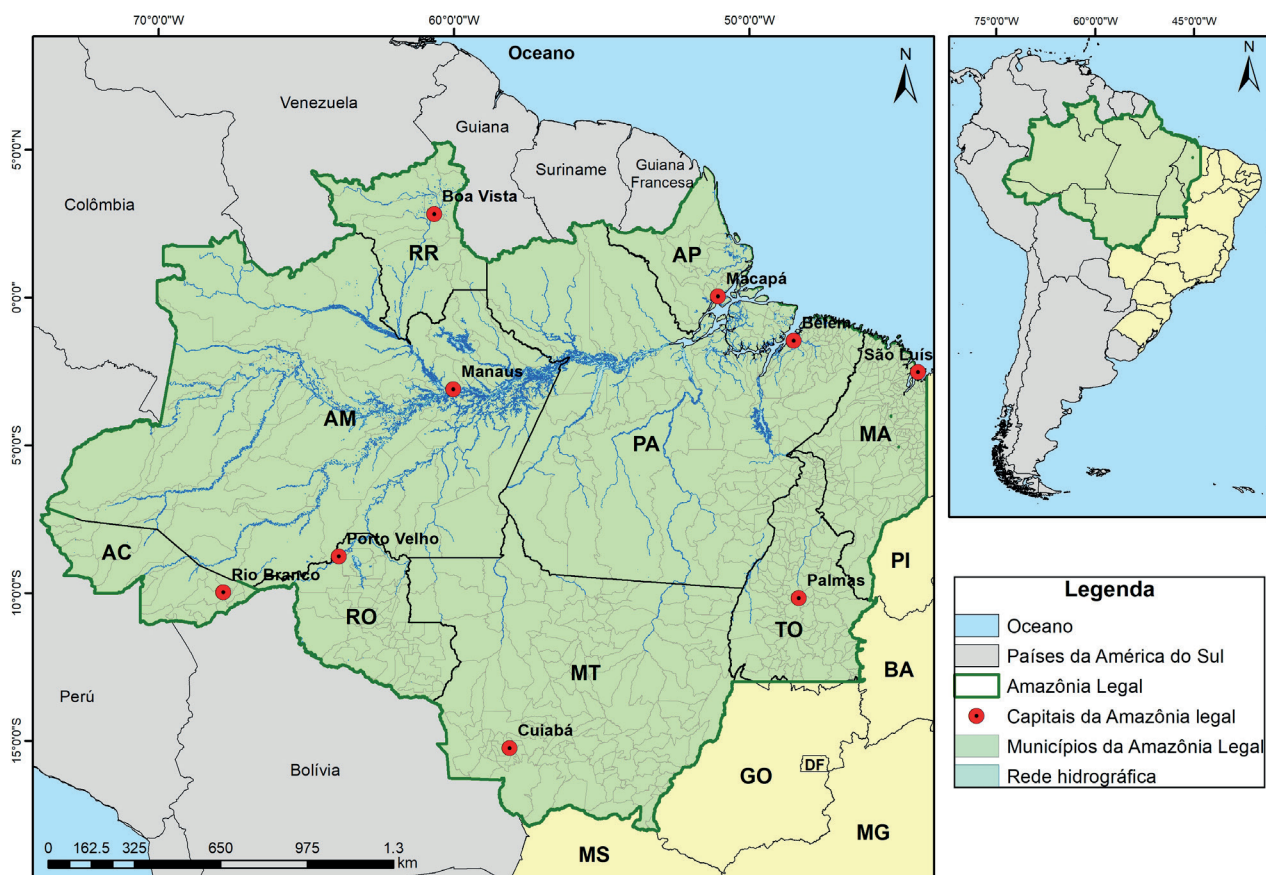 70°0'0"W 60°0'0"W 50°0'0"W
75°0'0"W 60°0'0"W 45°0'0"W
Oceano
N
N
Venezuela
Guiana
5°0'0"N
Suriname
Guiana
Francesa
Boa Vista
Colômbia
RR
AP
Macapá
0°0'0"
Belém
São Luís
Manaus
AM
PA
MA
5°0'0"S
Porto Velho
AC
Rio Branco
PI
10°0'0"S
Palmas
RO
TO
MT
BA
Perú
Cuiabá
15°0'0"S
Bolívia
DF
GO
MG
MS
0 162.5 325 650 975 1.3
km
Legenda
Oceano
Países da América do Sul
Amazônia Legal
Capitais da Amazônia legal
Municípios da Amazônia Legal
Rede hidrográfica